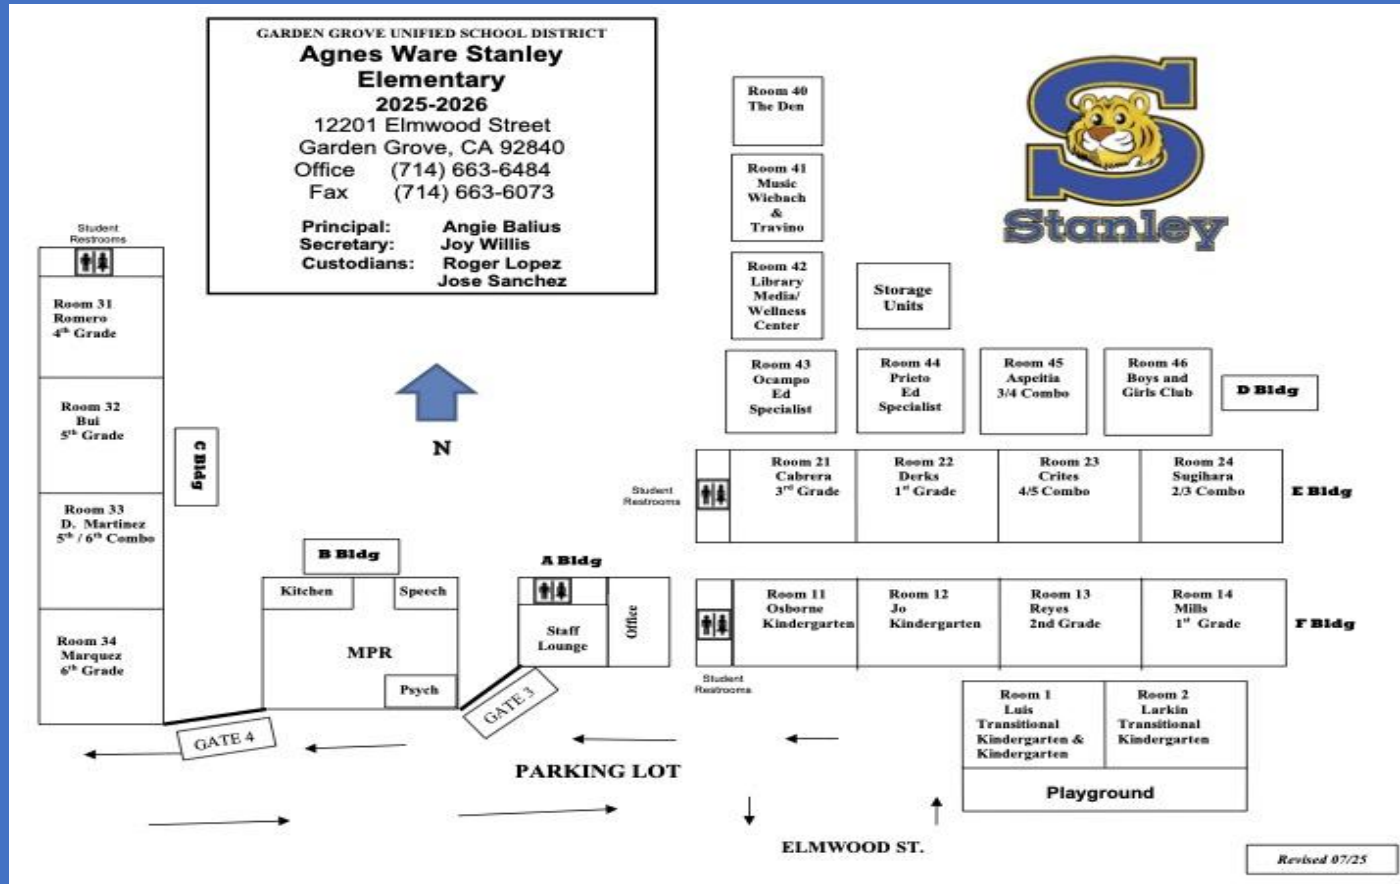 GARDEN GROVE UNIFIED SCHOOL DISTRICT
Agnes Ware Stanley
Elementary
2025-2026
12201 Elmwood Street
Garden Grove, CA 92840
Office (714) 663-6484
Fax (714) 663-6073
Principal: Angie Balius
Secretary: Joy Willis
Custodians: Roger Lopez
Jose Sanchez
S
Stanley
Room 40
The Den
Room 41
Music
Wiebach
&
Travino
Room 42
Library
Media/
Wellness
Center
Storage
Units
Room 43
Ocampo
Ed
Specialist
Room 44
Prieto
Ed
Specialist
Room 45
Aspeitia
3/4 Combo
Room 46
Boys and
Girls Club
D Bldg
Student
Restrooms
Room 31
Romero
4th Grade
Room 32
Bui
5th Grade
Room 33
D. Martinez
5th / 6th Combo
Room 34
Marquez
6th Grade
C Bldg
N
Student
Restrooms
Room 21
Cabrera
3rd Grade
Room 22
Derks
1st Grade
Room 23
Crites
4/5 Combo
Room 24
Sugihara
2/3 Combo
E Bldg
B Bldg
Kitchen
Speech
MPR
Psych
A Bldg
Staff
Lounge
Office
Room 11
Osborne
Kindergarten
Room 12
Jo
Kindergarten
Room 13
Reyes
2nd Grade
Room 14
Mills
1st Grade
F Bldg
Student
Restrooms
Room 1
Luis
Transitional
Kindergarten &
Kindergarten
Room 2
Larkin
Transitional
Kindergarten
Playground
GATE 4
GATE 3
PARKING LOT
ELMWOOD ST.
Revised 07/25